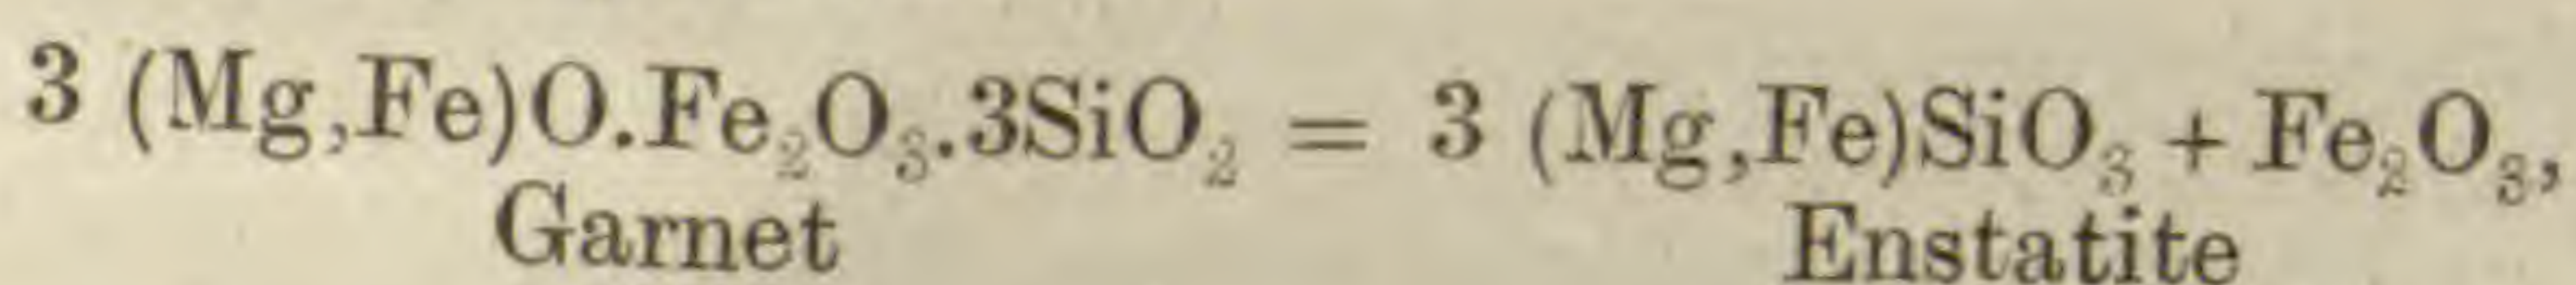 3 (Mg,Fe)O.Fe₂O₃.3SiO₂ = 3 (Mg,Fe)SiO₃ + Fe₂O₃,
Garnet Enstatite